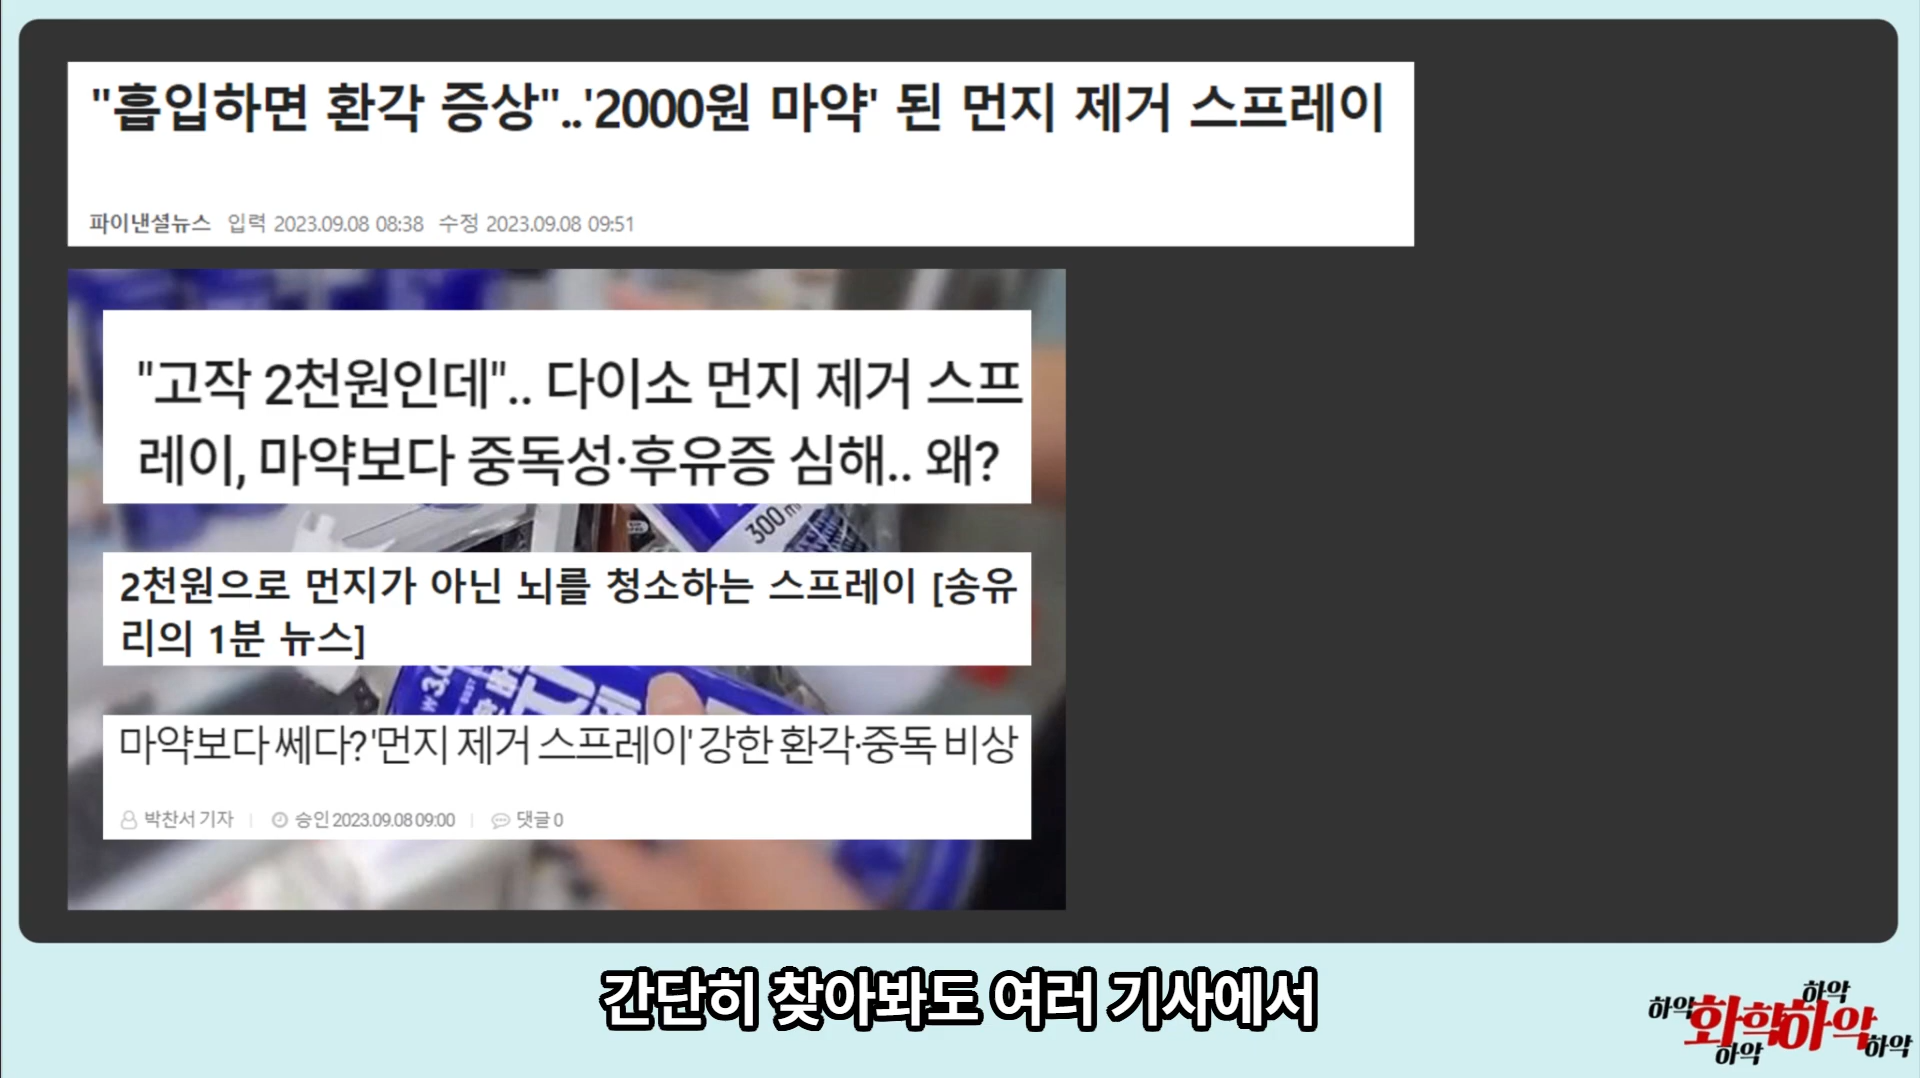 "흡입하면 환각 증상"..'2000원 마약' 된 먼지 제거 스프레이
파이낸셜뉴스 입력 2023.09.08 08:38 수정 2023.09.08 09:51
"고작 2천원인데".. 다이소 먼지 제거 스프
레이, 마약보다 중독성·후유증 심해.. 왜?
300
2천원으로 먼지가 아닌 뇌를 청소하는 스프레이 [송유
리의 1분 뉴스]
마약보다 쎄다? '먼지 제거 스프레이' 강한 환각·중독 비상
박찬서 기자 승인 2023.09.08 09:00 댓글 0
간단히 찾아봐도 여러 기사에서
하악
하악
화학하악
하악
하악